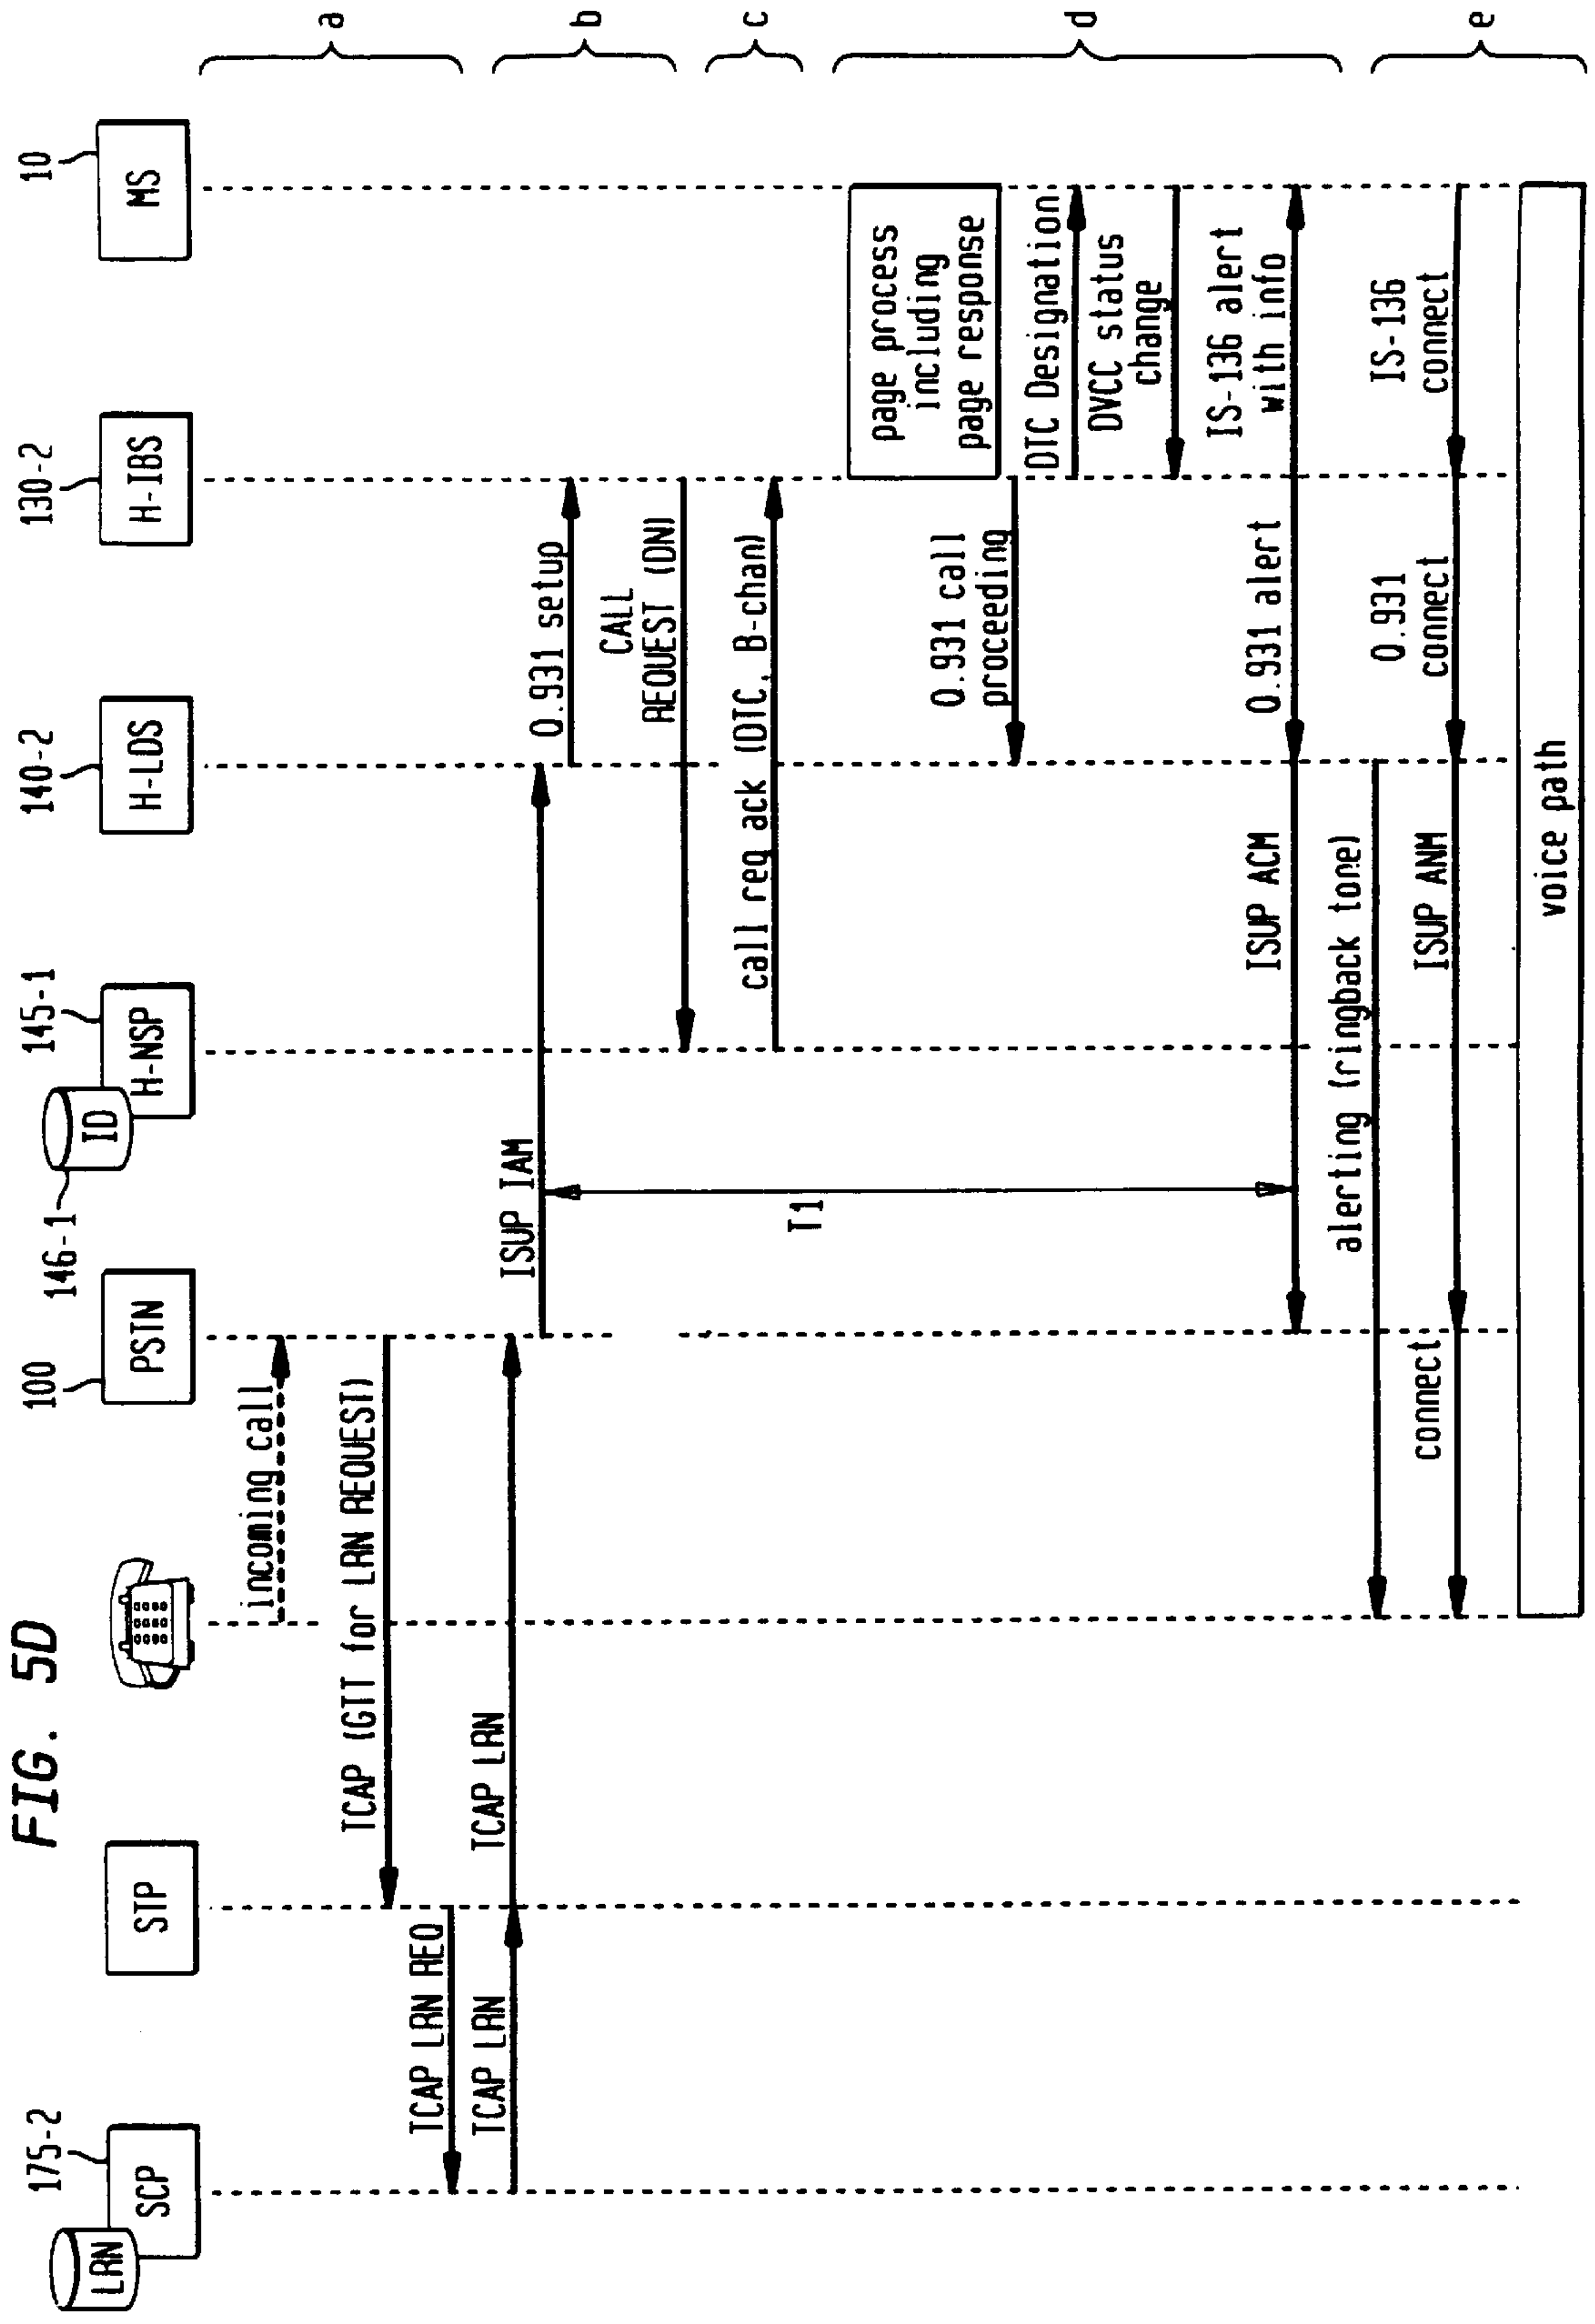 FIG. 5D
175-2
100
146-1
145-1
140-2
130-2
10
LRN
SCP
STP
PSTN
ID
H-NSP
H-LDS
H-IBS
MS
a
b
c
d
e
incoming call
TCAP (GTT for LRN REQUEST)
TCAP LRN REQ
TCAP LRN
TCAP LRN
ISUP IAM
Q.931 setup
CALL
REQUEST (DN)
call req ack (DTC, B-chan)
T1
page process
including
page response
Q.931 call
proceeding
DTC Designation
DVCC status
change
ISUP ACM
Q.931 alert
IS-136 alert
with info
alerting (ringback tone)
connect
ISUP ANM
Q.931
connect
IS-136
connect
voice path